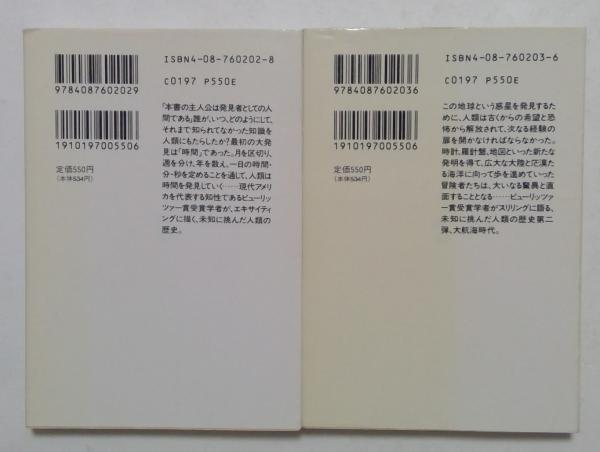 ISBN4-08-760202-8
C0197 P550E
9784087602029
1910197005506
定価550円
(本体534円)
「本書の主人公は発見者としての人
間である」誰が、いつ、どのようにして、
それまで知られてなかった知識を
人類にもたらしたか?最初の大発
見は「時間」であった。月を区切り、
週を分け、年を数え。一日の時間・
分・秒を定めることを通して、人類は
時間を発見していく……現代アメリ
カを代表する知性であるピューリッ
ツァー賞受賞学者が、エキサイティ
ングに描く、未知に挑んだ人類の
歴史。
ISBN4-08-760203-6
C0197 P550E
9784087602036
1910197005506
定価550円
(本体534円)
この地球という惑星を発見するた
めに、人類は古くからの希望と恐
怖から解放されて、次なる経験の
扉を開かなければならなかった。
時計、羅針盤、地図といった新たな
発明を得て、広大な大陸と茫漠た
る海洋に向って歩を進めていった
冒険者たちは、大いなる驚異と直
面することとなる……ピューリッツァ
ー賞受賞学者がスリリングに語る、
未知に挑んだ人類の歴史第二
弾、大航海時代。